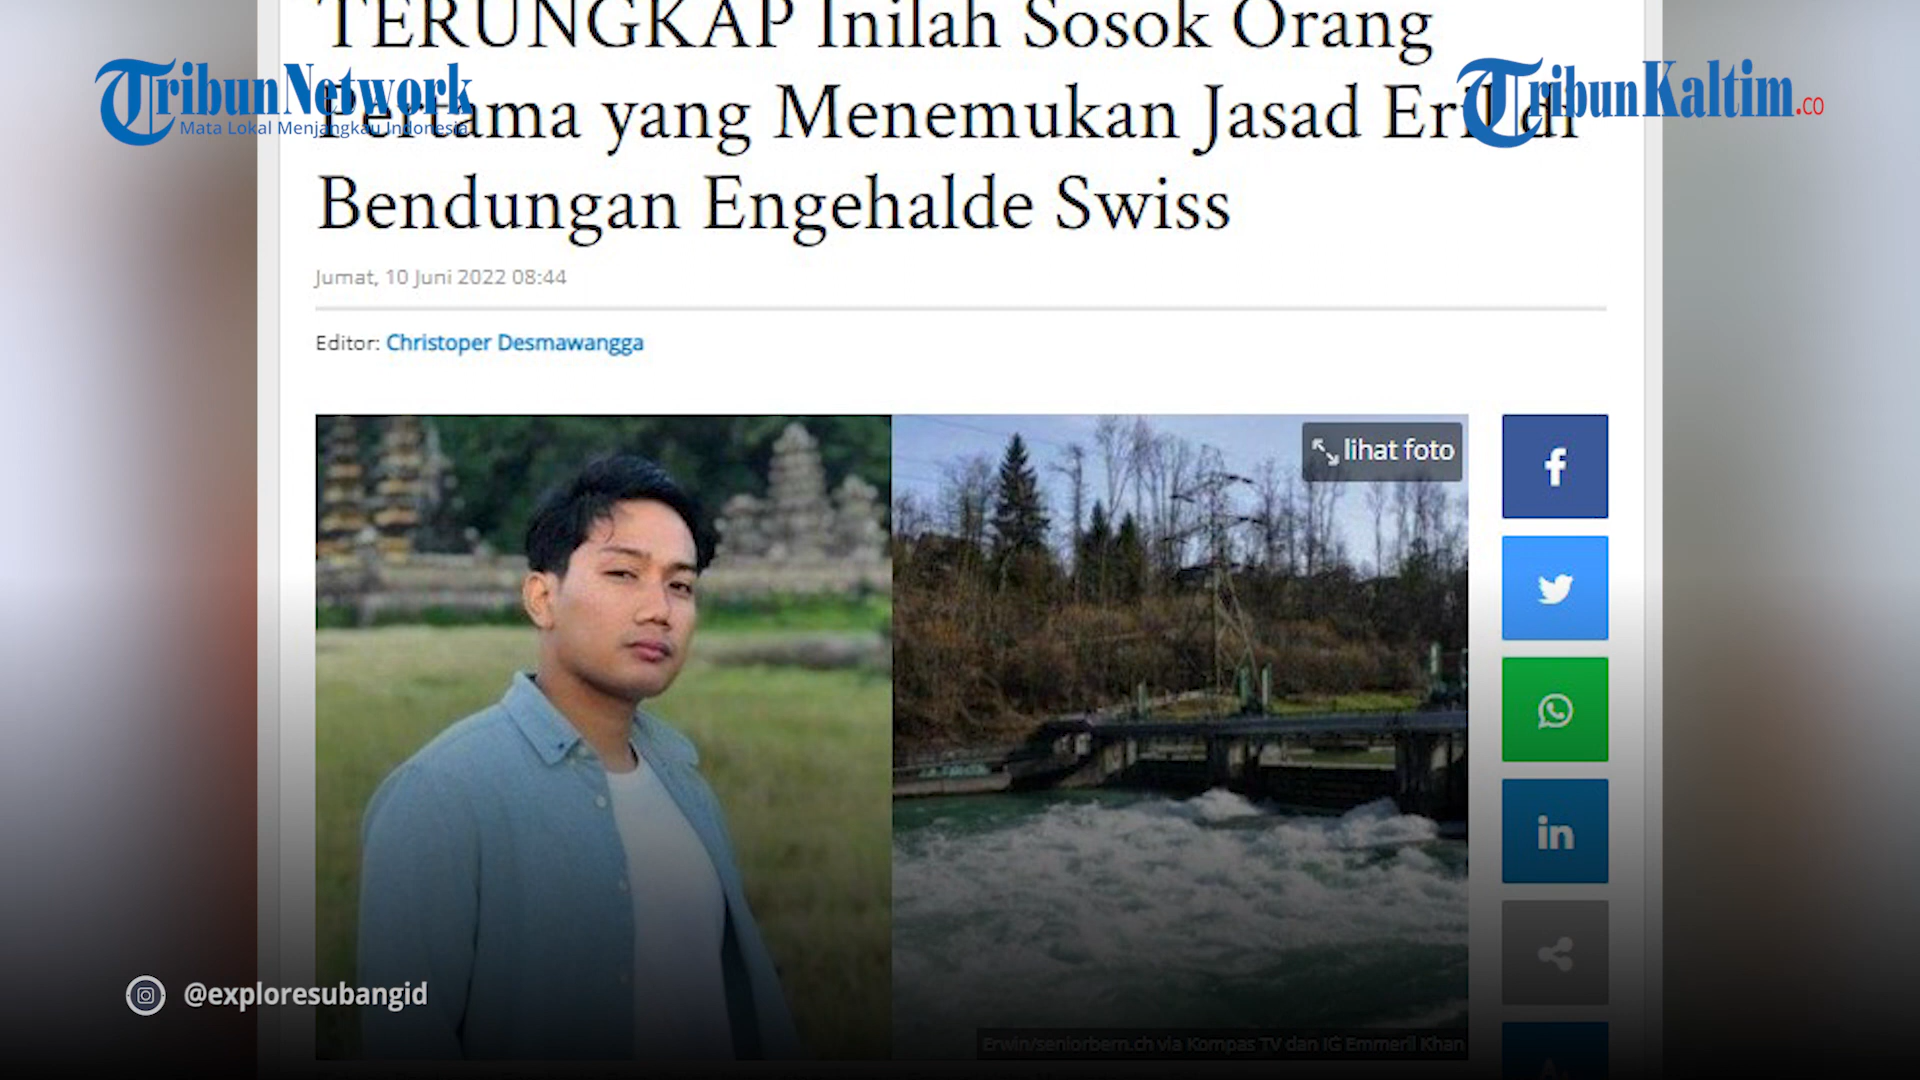 TERUNGKAP Inilah Sosok Orang
Pertama yang Menemukan Jasad Eril di
Bendungan Engehalde Swiss
TribunNetwork
Mata Lokal Menjangkau Indonesia
TribunKaltim.co
Jumat, 10 Juni 2022 08:44
Editor: Christoper Desmawangga
lihat foto
Erwin/seniorbern.ch via Kompas TV dan IG Emmeril Khan
@exploresubangid